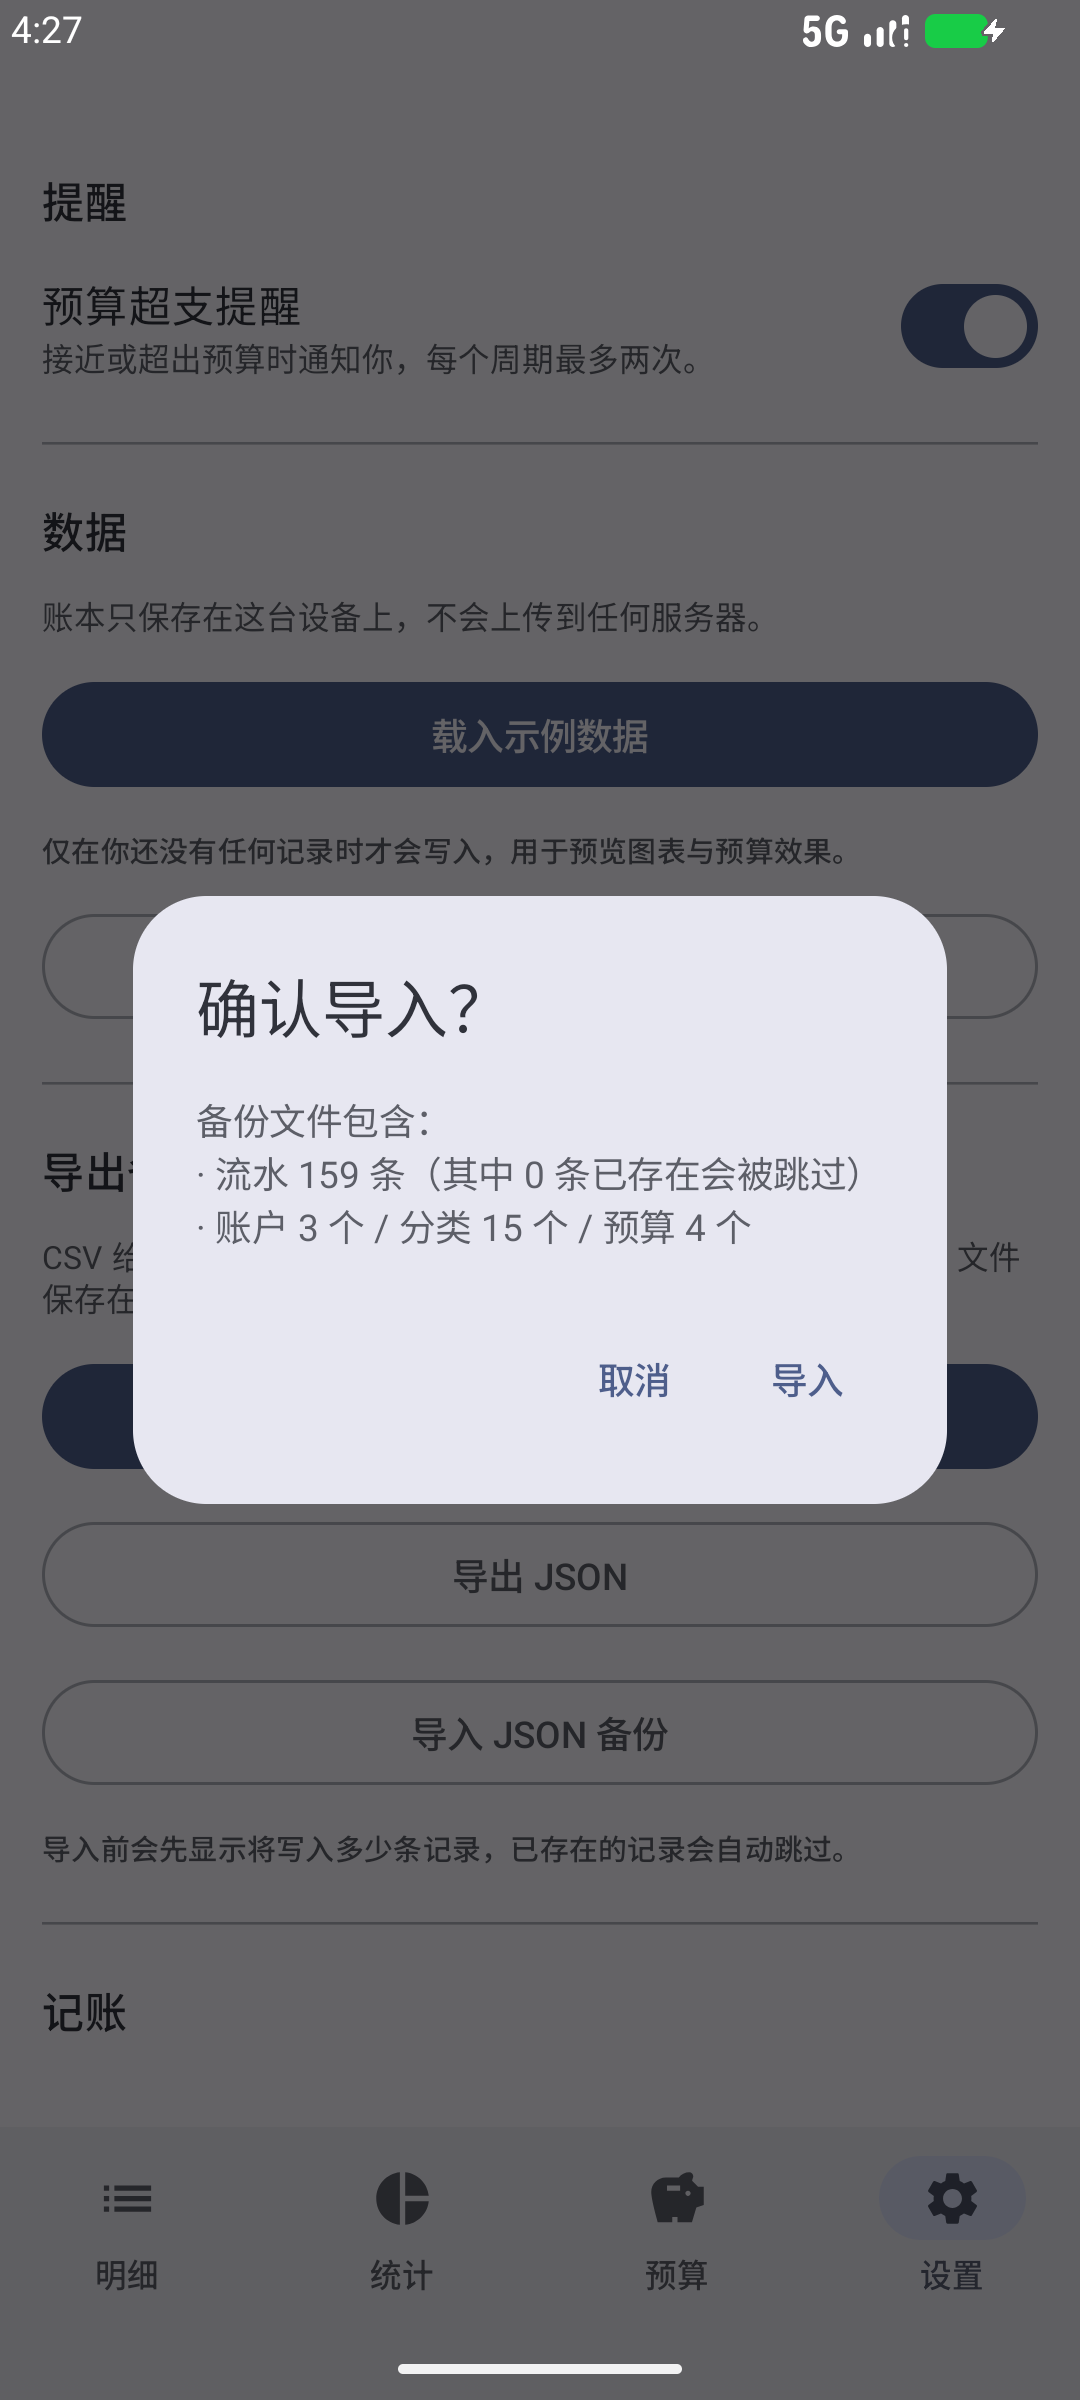 4:27
5G
提醒
预算超支提醒
接近或超出预算时通知你，每个周期最多两次。
数据
账本只保存在这台设备上，不会上传到任何服务器。
载入示例数据
仅在你还没有任何记录时才会写入，用于预览图表与预算效果。
确认导入？
备份文件包含：
· 流水 159 条（其中 0 条已存在会被跳过）
· 账户 3 个 / 分类 15 个 / 预算 4 个
取消
导入
导出
CSV 给
文件
保存在
导出 JSON
导入 JSON 备份
导入前会先显示将写入多少条记录，已存在的记录会自动跳过。
记账
明细
统计
预算
设置